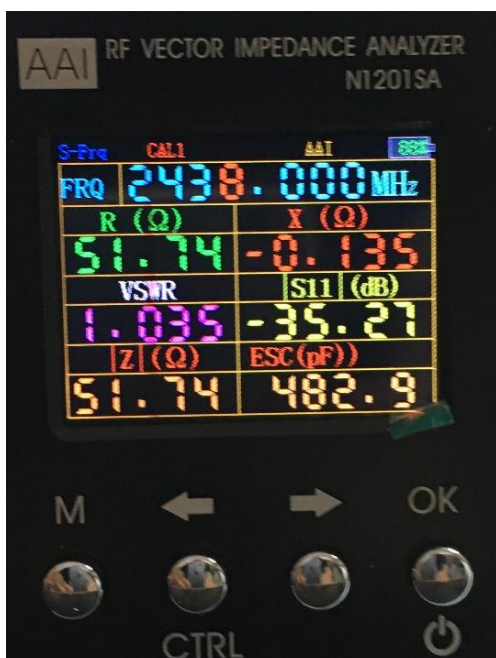 AAI RF VECTOR IMPEDANCE ANALYZER
N1201SA
S-Frq CAL1 AAI 88%
FRQ 2438.000MHz
R (Ω) X (Ω)
51.74 -0.135
VSWR |S11|(dB)
1.035 -35.27
|Z|(Ω) ESC(pF))
51.74 482.9
M ← → OK
CTRL